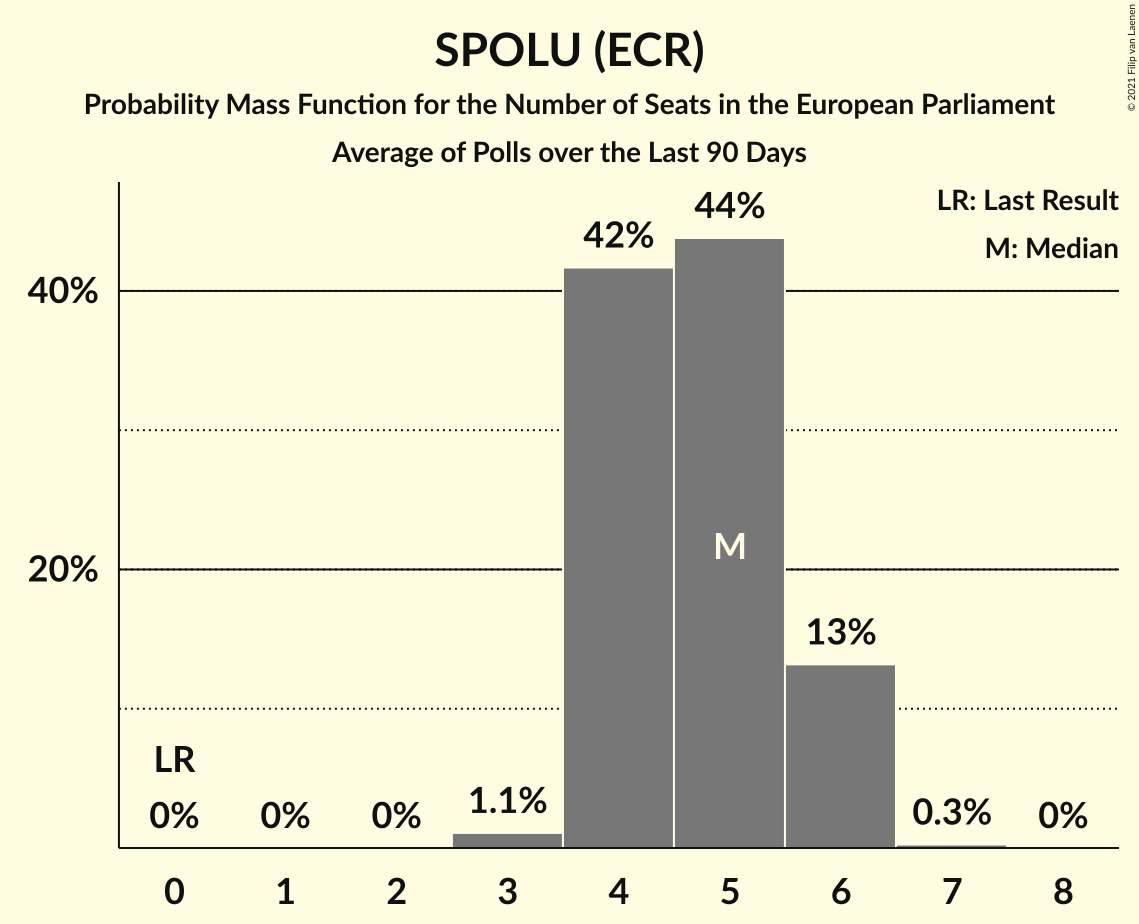 SPOLU (ECR)
Probability Mass Function for the Number of Seats in the European Parliament
Average of Polls over the Last 90 Days
© 2021 Filip van Laenen
LR: Last Result
M: Median
44%
42%
40%
M
20%
13%
LR
0%
0%
0%
1.1%
0.3%
0%
0 1 2 3 4 5 6 7 8